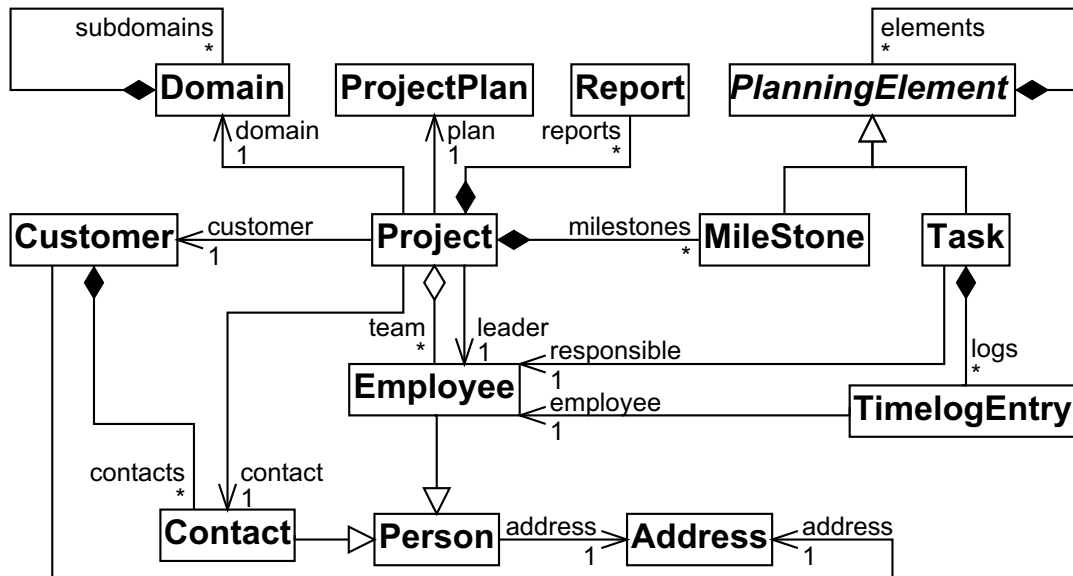 subdomains
*
elements
*
Domain
ProjectPlan
Report
PlanningElement
domain
1
plan
1
reports
*
Customer
customer
1
Project
milestones
*
MileStone
Task
team
*
leader
1
responsible
1
logs
*
Employee
employee
1
TimelogEntry
contacts
*
contact
1
Contact
Person
address
1
Address
address
1